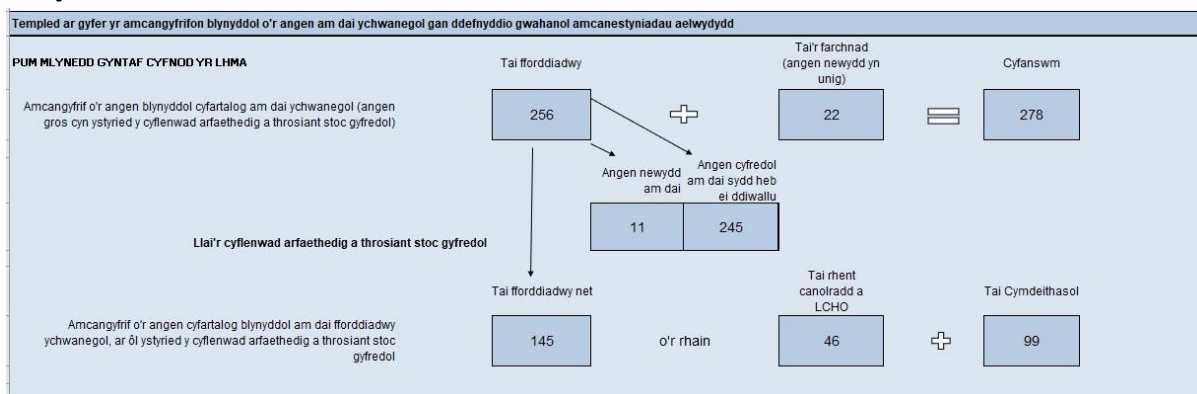 Templed ar gyfer yr amcangyfrifon blynyddol o'r angen am dai ychwanegol gan ddefnyddio gwahanol amcanestyniadau aelwydydd
PUM MLYNEDD GYNTAF CYFNOD YR LHMA
Tai fforddiadwy
Tai'r farchnad
(angen newydd yn
unig)
Cyfanswm
Amcangyfrif o'r angen blynyddol cyfartalog am dai ychwanegol (angen
gros cyn ystyried y cyflenwad arfaethedig a throsiant stoc gyfredol)
256
22
278
Angen newydd
am dai
Angen cyfredol
am dai sydd heb
ei ddiwallu
11
245
Llai'r cyflenwad arfaethedig a throsiant stoc gyfredol
Tai fforddiadwy net
Tai rhent
canolradd a
LCHO
Tai Cymdeithasol
Amcangyfrif o'r angen cyfartalog blynyddol am dai fforddiadwy
ychwanegol, ar ôl ystyried y cyflenwad arfaethedig a throsiant stoc
gyfredol
145
o'r rhain
46
99